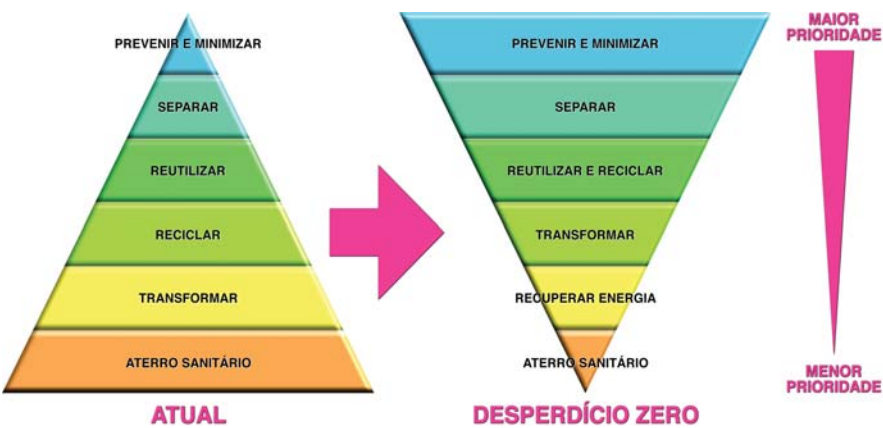 PREVENIR E MINIMIZAR
SEPARAR
REUTILIZAR
RECICLAR
TRANSFORMAR
ATERRO SANITÁRIO
ATUAL
PREVENIR E MINIMIZAR
SEPARAR
REUTILIZAR E RECICLAR
TRANSFORMAR
RECUPERAR ENERGIA
ATERRO SANITÁRIO
DESPERDÍCIO ZERO
MAIOR
PRIORIDADE
MENOR
PRIORIDADE